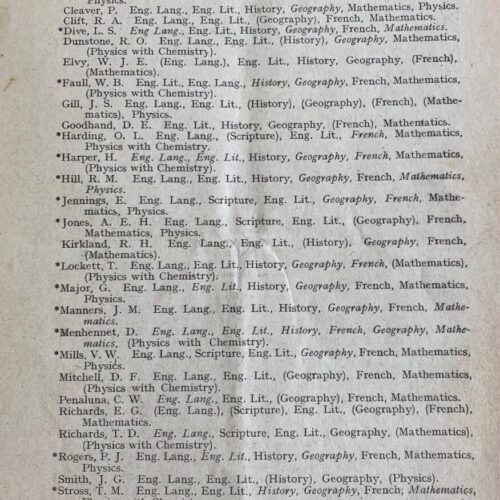 Physics.
Cleaver, P. Eng. Lang., Eng. Lit., History, Geography, Mathematics, Physics.
Clift, R. A. Eng. Lang., Eng. Lit., (Geography), French, Mathematics.
*Dive, L. S. Eng Lang., Eng. Lit., History, Geography, French, Mathematics.
Dunstone, R. O. Eng. Lang., Eng. Lit., (History), Geography, Mathematics,
(Physics with Chemistry).
Elvy, W. J. E. (Eng. Lang.), Eng. Lit., History, Geography, (French),
(Mathematics).
*Faull, W. B. Eng. Lit., Eng. Lang., History, Geography, French, Mathematics,
(Physics with Chemistry).
Gill, J. S. Eng. Lang., Eng. Lit., (History), (Geography), (French), (Mathe-
matics), Physics.
Goodhand, D. E. Eng. Lit., History, Geography, (French), Mathematics.
*Harding, O. L. Eng. Lang., (Scripture), Eng. Lit., French, Mathematics,
Physics with Chemistry.
*Harper, H. Eng. Lang., Eng. Lit., History, Geography, French, Mathematics,
(Physics with Chemistry).
*Hill, R. M. Eng. Lang., Eng. Lit., History, Geography, French, Mathematics,
Physics.
*Jennings, E. Eng. Lang., Scripture, Eng. Lit., Geography, French, Mathe-
matics, Physics.
*Jones, A. E. H. Eng. Lang., Scripture, Eng. Lit., (Geography), French,
Mathematics, Physics.
Kirkland, R. H. Eng. Lang., Eng. Lit., (History), Geography, French,
(Mathematics).
*Lockett, T. Eng. Lang., Eng. Lit., History, Geography, French, (Mathematics),
(Physics with Chemistry).
*Major, G. Eng. Lang., Eng. Lit., History, Geography, French, Mathematics,
Physics.
*Manners, J. M. Eng. Lang., Eng. Lit., History, Geography, French, Mathe-
matics.
*Menhennet, D. Eng. Lang., Eng. Lit., History, French, Geography, Mathe-
matics, (Physics with Chemistry).
*Mills, V. W. Eng. Lang., Scripture, Eng. Lit., Geography, French, Mathematics,
Physics.
Mitchell, D. F. Eng. Lang., Eng. Lit., (Geography), French, Mathematics,
(Physics with Chemistry).
Penaluna, C. W. Eng. Lang., Eng. Lit., (Geography), French, Mathematics.
Richards, E. G. (Eng. Lang.), (Scripture), Eng. Lit., Geography, (French),
Mathematics.
Richards, T. D. Eng. Lang., Scripture, Eng. Lit., Geography, (Mathematics),
(Physics with Chemistry).
*Rogers, P. J. Eng. Lang., Eng. Lit., History, Geography, French, Mathematics,
Physics.
Smith, J. G. Eng. Lang., Eng. Lit., (History), Geography, (Physics).
*Stross, T. M. Eng. Lang., Eng. Lit., History, Geography, French, Mathematics,